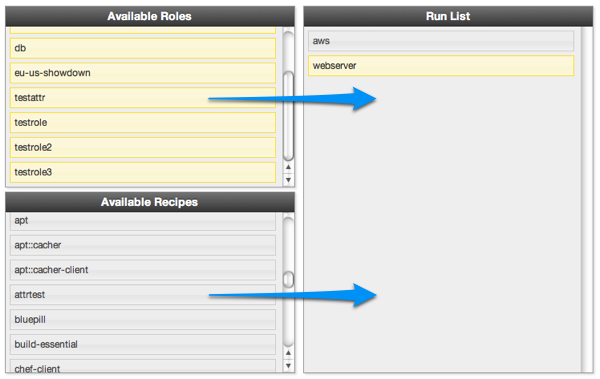 Available Roles
db
eu-us-showdown
testattr
testrole
testrole2
testrole3
Available Recipes
apt
apt::cacher
apt::cacher-client
attrtest
bluepill
build-essential
chef-client
Run List
aws
webserver